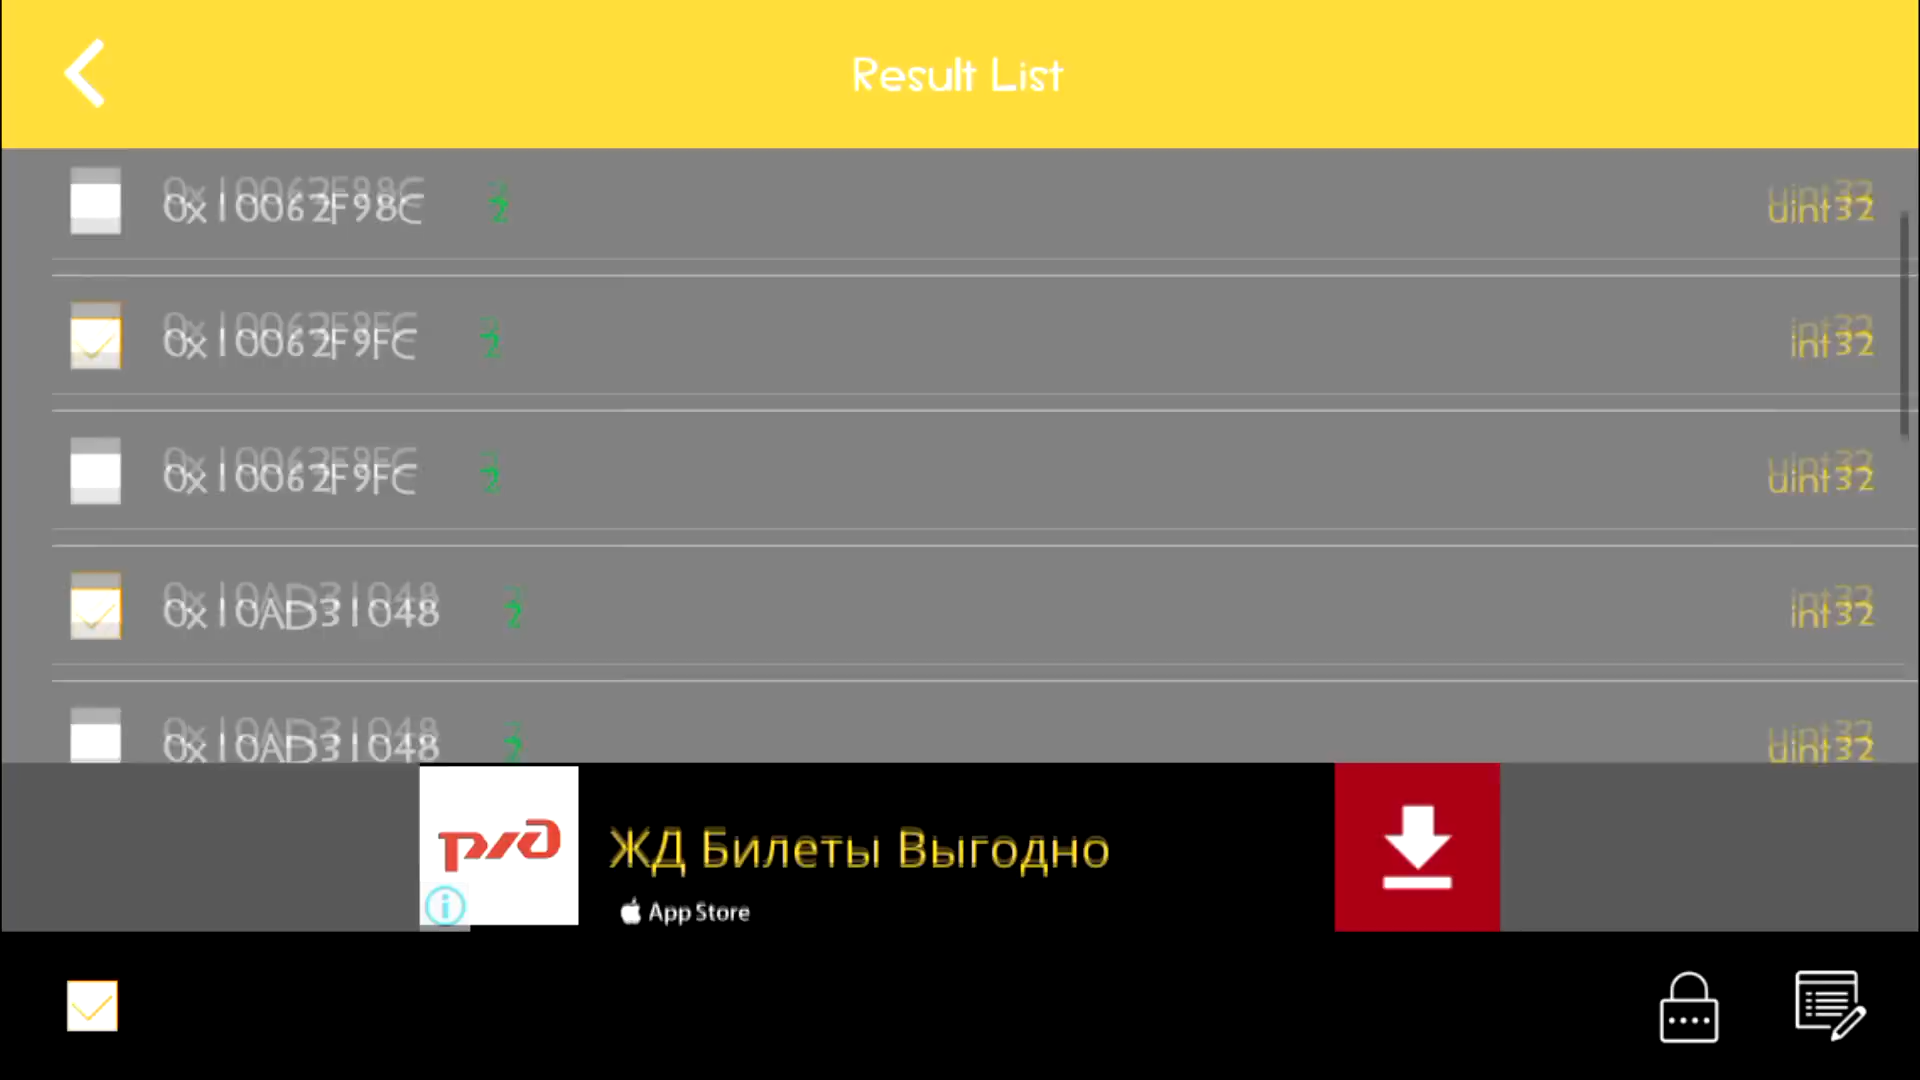 Result List
0x10062F98C 2 uint32
0x10062F9FC 2 int32
0x10062F9FC 2 uint32
0x10AD31048 2 int32
0x10AD31048 2 uint32
ржд
ЖД Билеты Выгодно
App Store